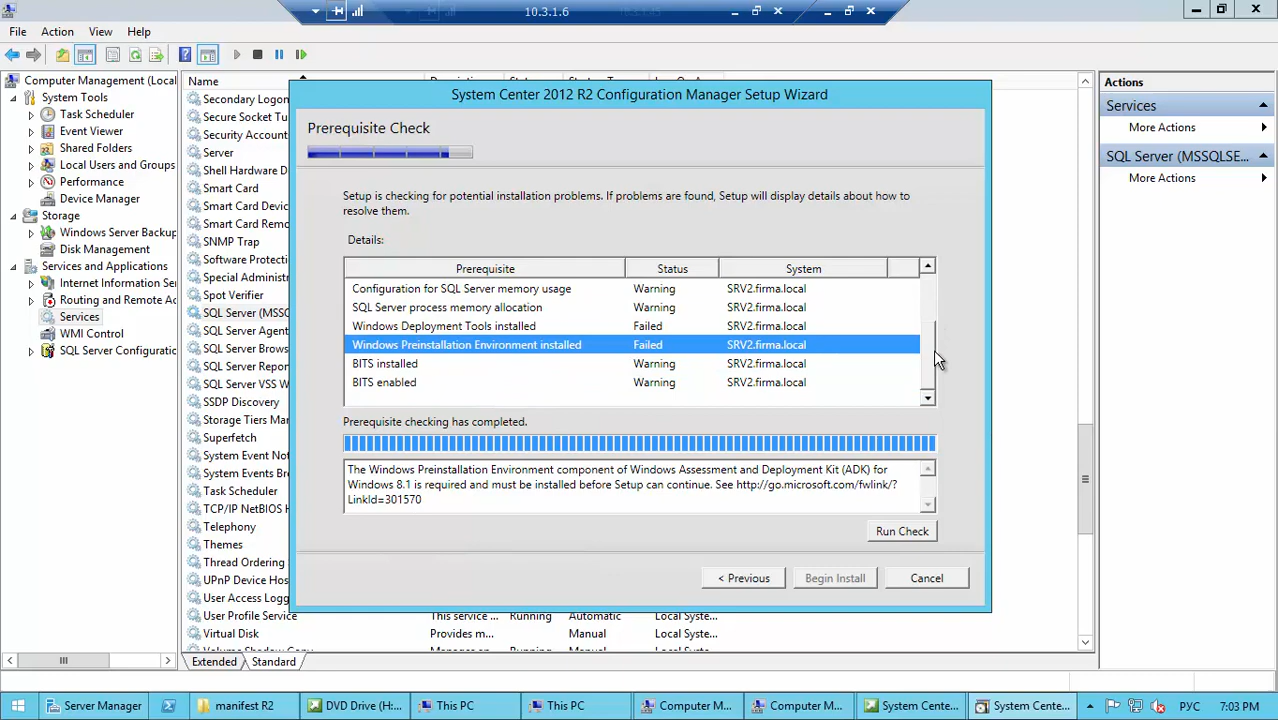 10.3.1.6
File Action View Help
Computer Management (Local
System Tools
Task Scheduler
Event Viewer
Shared Folders
Local Users and Groups
Performance
Device Manager
Storage
Windows Server Backup
Disk Management
Services and Applications
Internet Information Ser
Routing and Remote Ac
Services
WMI Control
SQL Server Configuratio
Name
Secondary Logon
Secure Socket Tu
Security Account
Server
Shell Hardware D
Smart Card
Smart Card Devic
Smart Card Remo
SNMP Trap
Software Protecti
Special Administr
Spot Verifier
SQL Server (MSSQ
SQL Server Agent
SQL Server Brows
SQL Server Repor
SQL Server VSS W
SSDP Discovery
Storage Tiers Man
Superfetch
System Event Not
System Events Br
Task Scheduler
TCP/IP NetBIOS H
Telephony
Themes
Thread Ordering
UPnP Device Hos
User Access Logg
User Profile Service This service ... Running Automatic Local Syste...
Virtual Disk Provides m... Manual Local Syste...
Extended Standard
System Center 2012 R2 Configuration Manager Setup Wizard
Prerequisite Check
Setup is checking for potential installation problems. If problems are found, Setup will display details about how to
resolve them.
Details:
Prerequisite Status System
Configuration for SQL Server memory usage Warning SRV2.firma.local
SQL Server process memory allocation Warning SRV2.firma.local
Windows Deployment Tools installed Failed SRV2.firma.local
Windows Preinstallation Environment installed Failed SRV2.firma.local
BITS installed Warning SRV2.firma.local
BITS enabled Warning SRV2.firma.local
Prerequisite checking has completed.
The Windows Preinstallation Environment component of Windows Assessment and Deployment Kit (ADK) for
Windows 8.1 is required and must be installed before Setup can continue. See http://go.microsoft.com/fwlink/?
LinkId=301570
Run Check
< Previous Begin Install Cancel
Actions
Services
More Actions
SQL Server (MSSQLSE...
More Actions
Server Manager manifest R2 DVD Drive (H:... This PC This PC Computer M... Computer M... System Cente... System Cente... РУС 7:03 PM